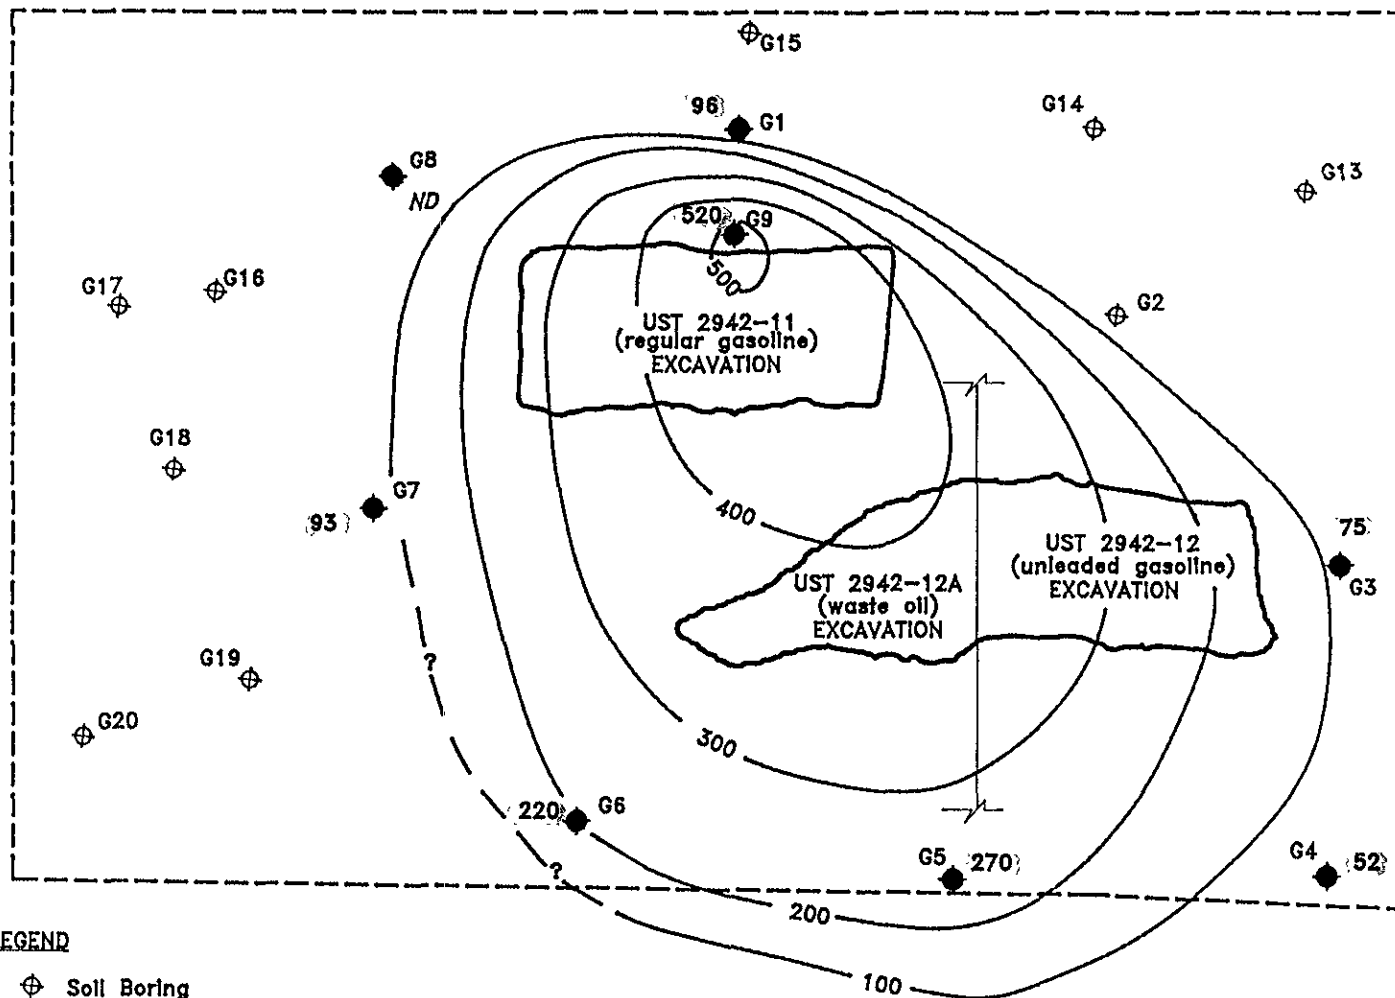 G15
96
G1
G14
G8
ND
G13
520
G9
500
G17
G16
G2
UST 2942-11
(regular gasoline)
EXCAVATION
G18
G7
(93)
400
75
G3
UST 2942-12
(unleaded gasoline)
EXCAVATION
UST 2942-12A
(waste oil)
EXCAVATION
?
G19
G20
300
220
G6
?
G5
270
G4
(52)
200
100
EGEND
Soil Boring